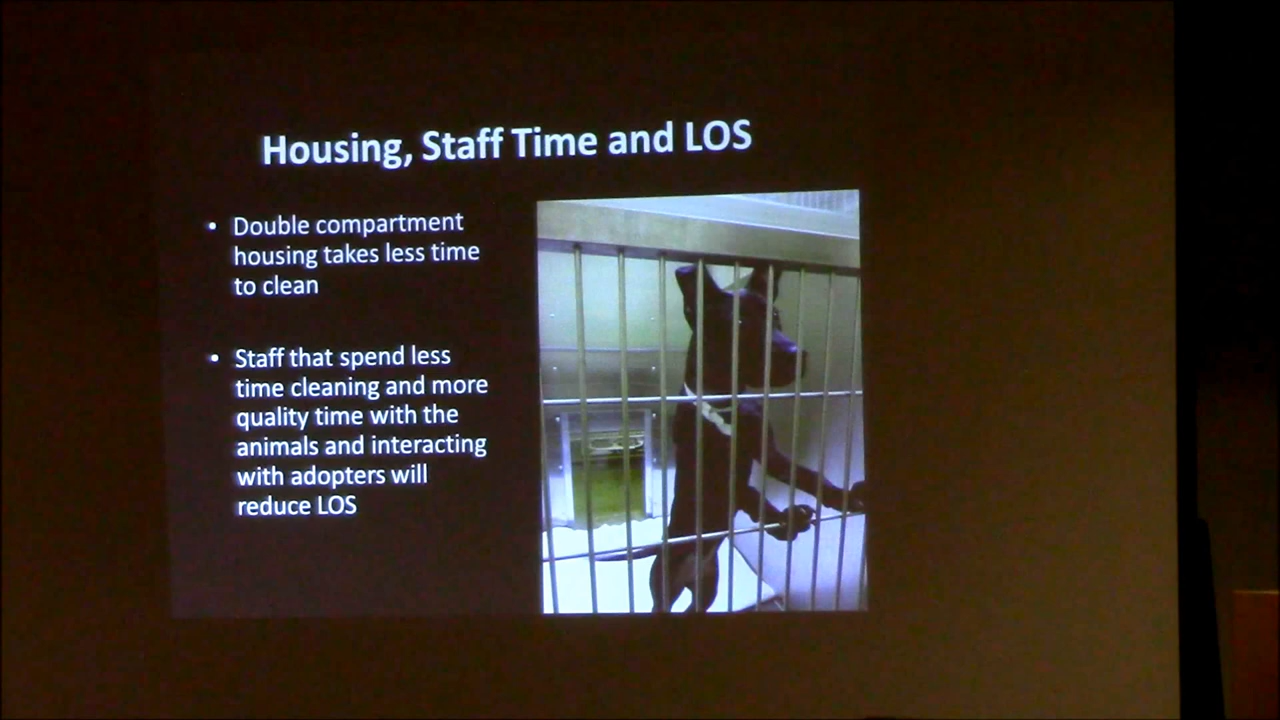 Housing, Staff Time and LOS
• Double compartment
housing takes less time
to clean
• Staff that spend less
time cleaning and more
quality time with the
animals and interacting
with adopters will
reduce LOS